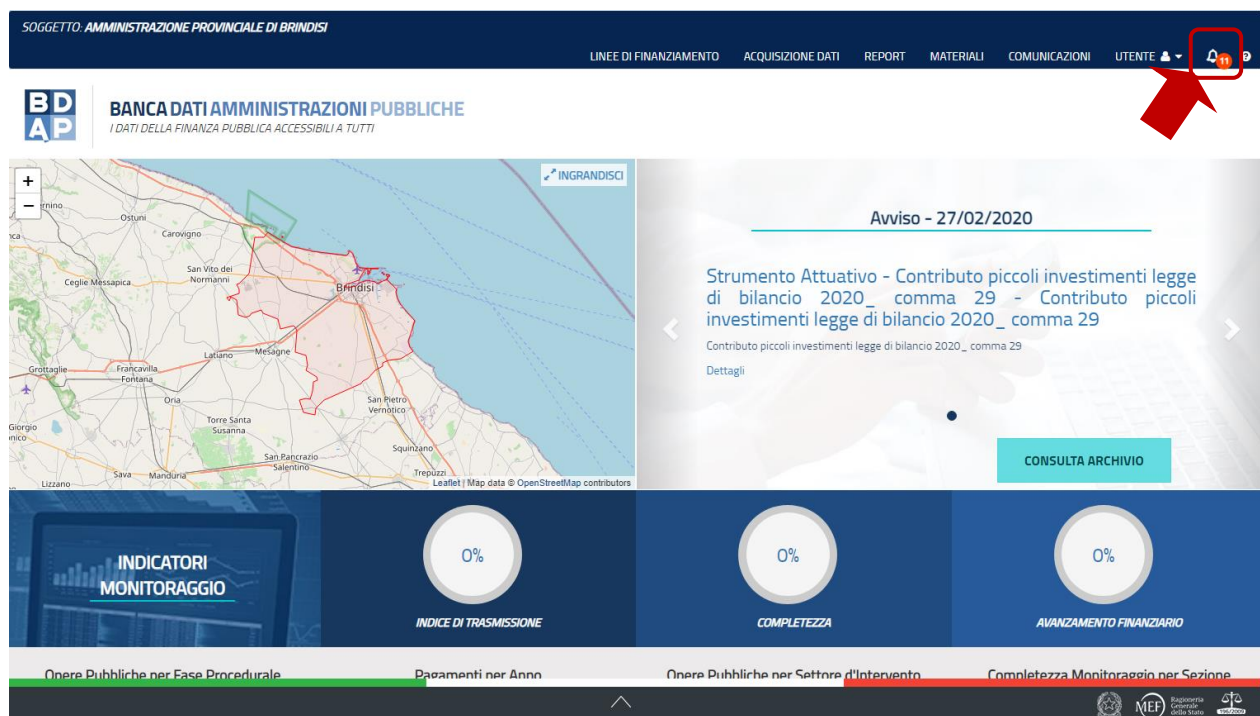 SOGGETTO: AMMINISTRAZIONE PROVINCIALE DI BRINDISI
LINEE DI FINANZIAMENTO ACQUISIZIONE DATI REPORT MATERIALI COMUNICAZIONI UTENTE 11
BD
AP
BANCA DATI AMMINISTRAZIONI PUBBLICHE
I DATI DELLA FINANZA PUBBLICA ACCESSIBILI A TUTTI
+
−
INGRANDISCI
Ostuni
Carovigno
San Vito dei
Normanni
Ceglie Messapica
Brindisi
Latiano
Mesagne
Grottaglie
Francavilla
Fontana
Oria
San Pietro
Vernotico
Torre Santa
Susanna
Squinzano
San Pancrazio
Salentino
Sava
Manduria
Trepuzzi
Lizzano
Leaflet | Map data © OpenStreetMap contributors
Avviso - 27/02/2020
Strumento Attuativo - Contributo piccoli investimenti legge
di bilancio 2020_ comma 29 - Contributo piccoli
investimenti legge di bilancio 2020_ comma 29
Contributo piccoli investimenti legge di bilancio 2020_ comma 29
Dettagli
CONSULTA ARCHIVIO
INDICATORI
MONITORAGGIO
0%
INDICE DI TRASMISSIONE
0%
COMPLETEZZA
0%
AVANZAMENTO FINANZIARIO
Opere Pubbliche per Fase Procedurale
Pagamenti per Anno
Opere Pubbliche per Settore d'Intervento
Completezza Monitoraggio per Sezione
MEF
Ragioneria
Generale
dello Stato
196/2009